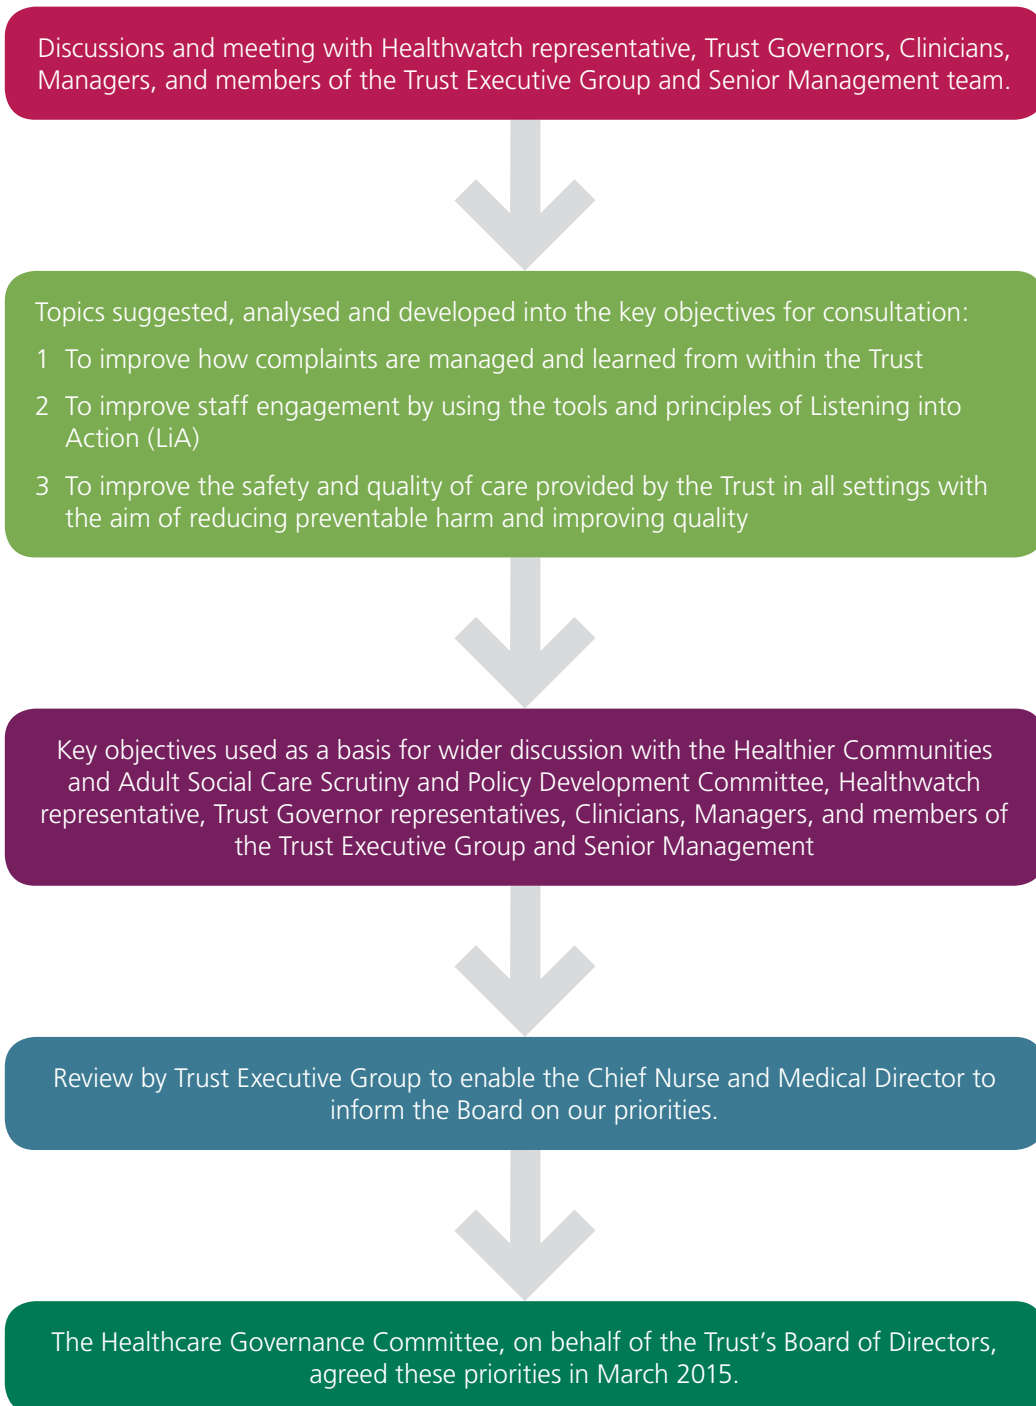 Discussions and meeting with Healthwatch representative, Trust Governors, Clinicians,
Managers, and members of the Trust Executive Group and Senior Management team.
Topics suggested, analysed and developed into the key objectives for consultation:
1 To improve how complaints are managed and learned from within the Trust
2 To improve staff engagement by using the tools and principles of Listening into
Action (LiA)
3 To improve the safety and quality of care provided by the Trust in all settings with
the aim of reducing preventable harm and improving quality
Key objectives used as a basis for wider discussion with the Healthier Communities
and Adult Social Care Scrutiny and Policy Development Committee, Healthwatch
representative, Trust Governor representatives, Clinicians, Managers, and members of
the Trust Executive Group and Senior Management
Review by Trust Executive Group to enable the Chief Nurse and Medical Director to
inform the Board on our priorities.
The Healthcare Governance Committee, on behalf of the Trust's Board of Directors,
agreed these priorities in March 2015.